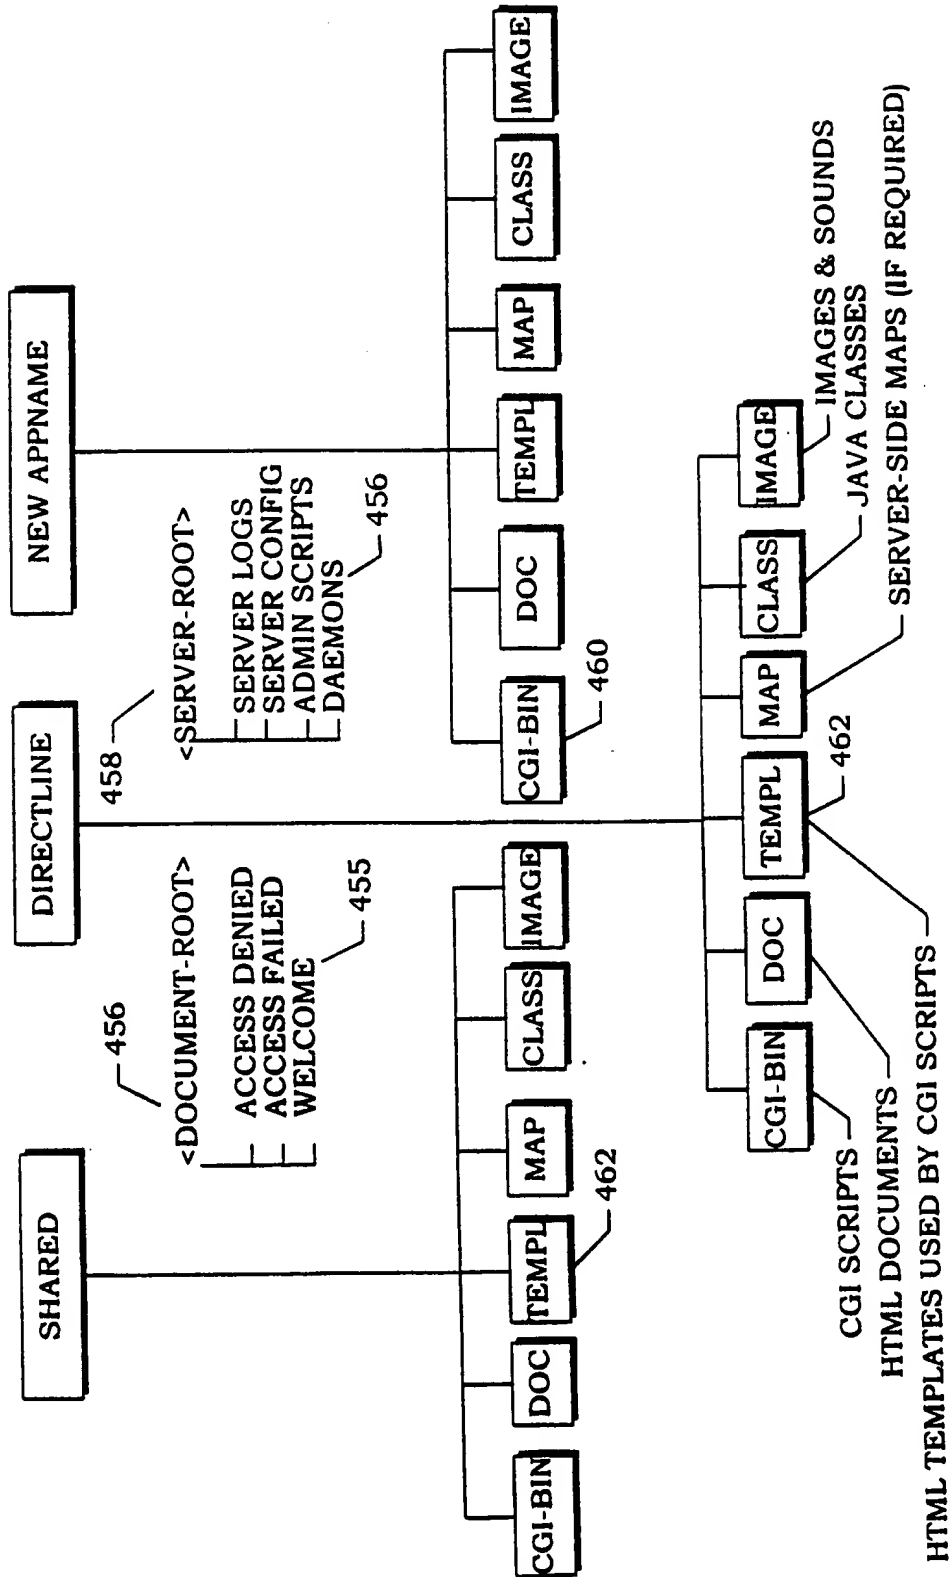 SHARED
DIRECTLINE
NEW APPNAME
456
<DOCUMENT-ROOT>
ACCESS DENIED
ACCESS FAILED
WELCOME
455
458
<SERVER-ROOT>
SERVER LOGS
SERVER CONFIG
ADMIN SCRIPTS
DAEMONS
456
CGI-BIN
DOC
TEMPL
MAP
CLASS
IMAGE
462
CGI-BIN
DOC
TEMPL
MAP
CLASS
IMAGE
460
CGI-BIN
DOC
TEMPL
MAP
CLASS
IMAGE
462
CGI SCRIPTS
HTML DOCUMENTS
HTML TEMPLATES USED BY CGI SCRIPTS
IMAGES & SOUNDS
JAVA CLASSES
SERVER-SIDE MAPS (IF REQUIRED)